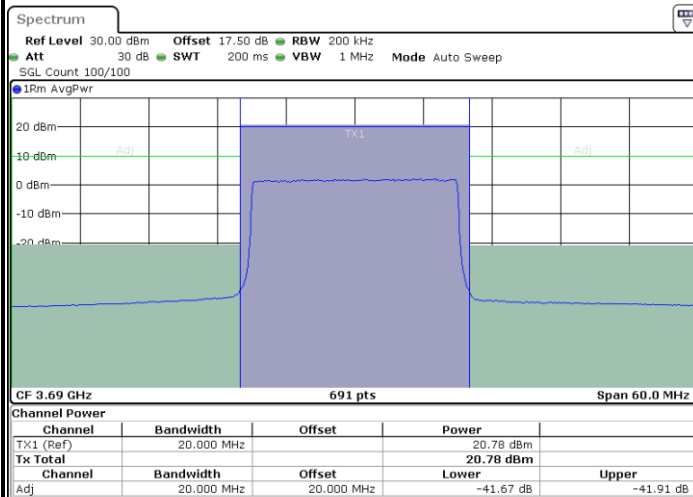 Spectrum
Ref Level 30.00 dBm Offset 17.50 dB RBW 200 kHz
Att 30 dB SWT 200 ms VBW 1 MHz Mode Auto Sweep
SGL Count 100/100
1Rm AvgPwr
20 dBm
TX1
Adj Adj
10 dBm
0 dBm
-10 dBm
-20 dBm
CF 3.69 GHz 691 pts Span 60.0 MHz
Channel Power
Channel Bandwidth Offset Power
TX1 (Ref) 20.000 MHz 20.78 dBm
Tx Total 20.78 dBm
Channel Bandwidth Offset Lower Upper
Adj 20.000 MHz 20.000 MHz -41.67 dB -41.91 dB